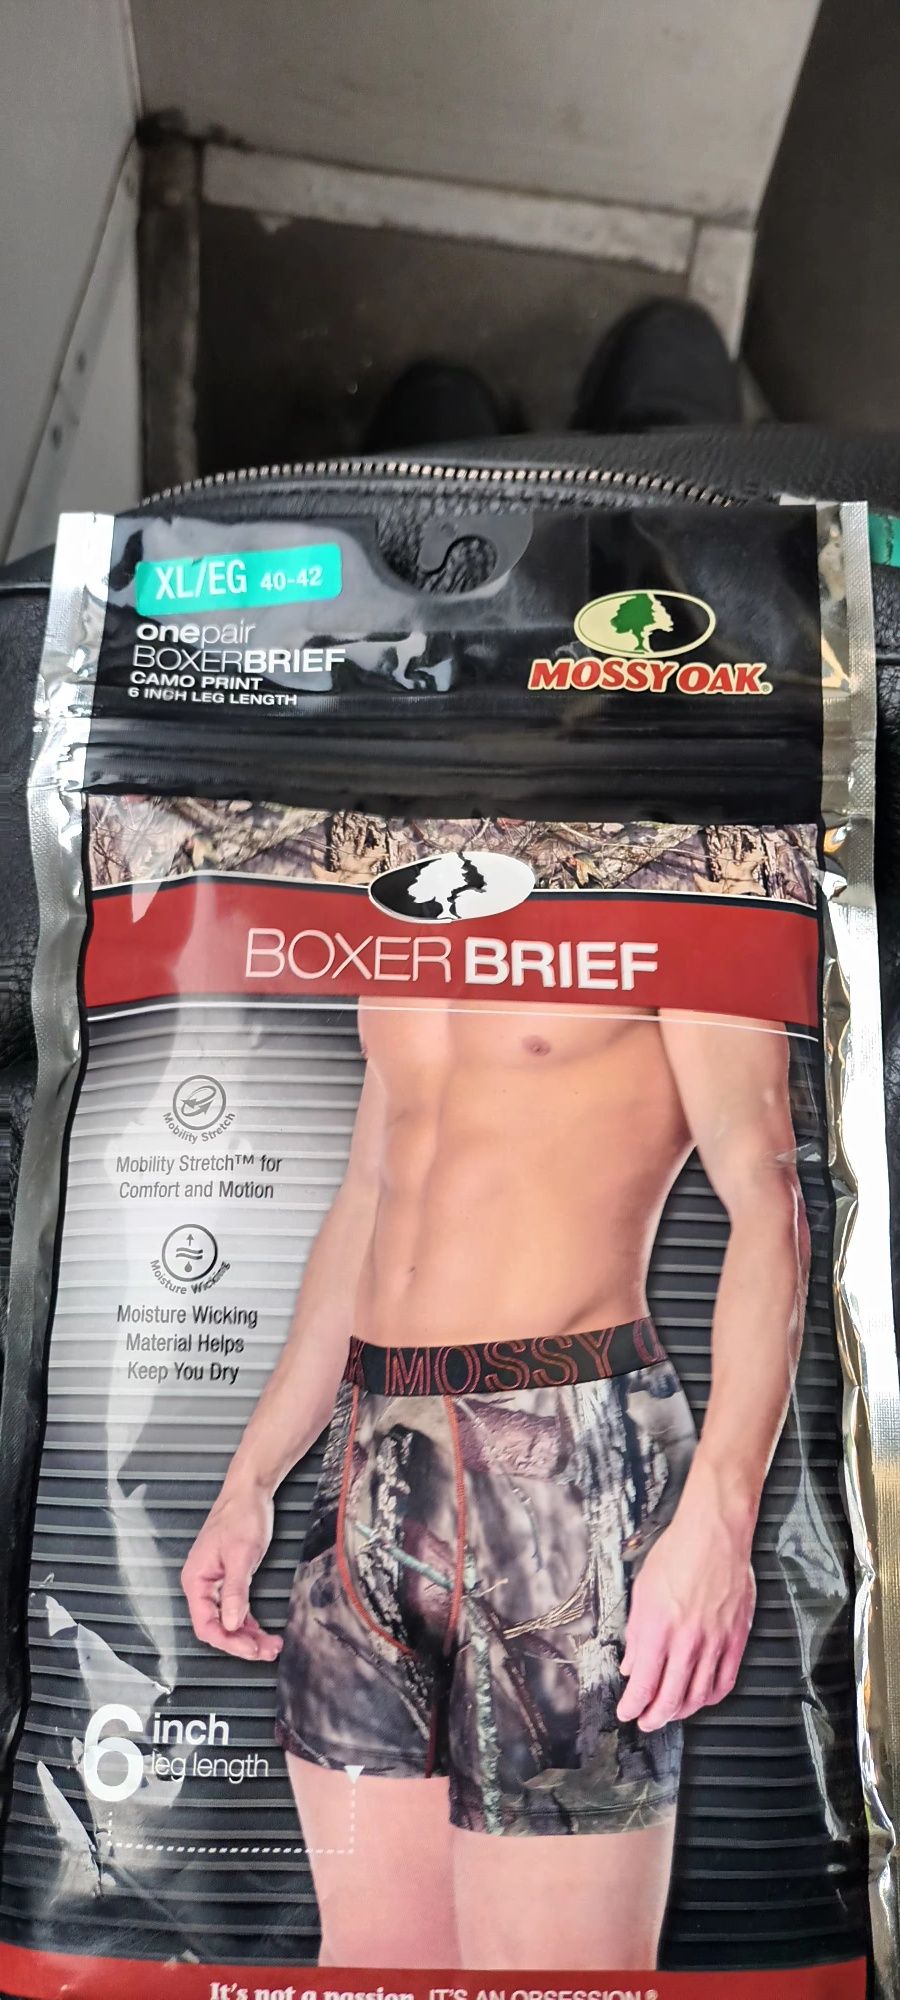 XL/EG 40-42
onepair
BOXERBRIEF
CAMO PRINT
6 INCH LEG LENGTH
MOSSY OAK®
BOXER BRIEF
Mobility Stretch
Mobility Stretch™ for
Comfort and Motion
Moisture Wicking
Moisture Wicking
Material Helps
Keep You Dry
K MOSSY O
6 inch
leg length
It's not a passion. IT'S AN OBSESSION.®